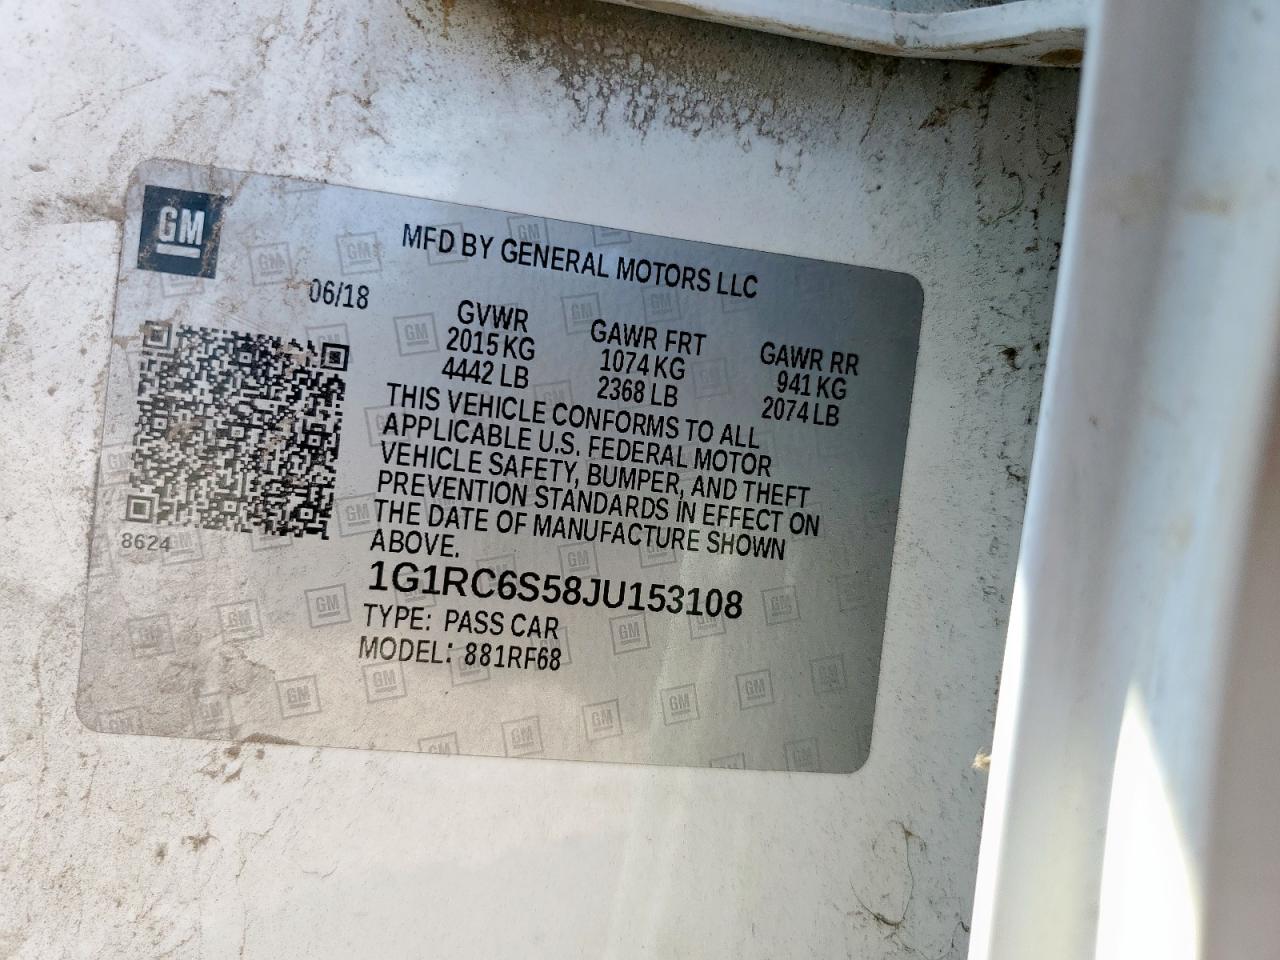 GM
MFD BY GENERAL MOTORS LLC
06/18
GVWR GAWR FRT GAWR RR
2015 KG 1074 KG 941 KG
4442 LB 2368 LB 2074 LB
THIS VEHICLE CONFORMS TO ALL
APPLICABLE U.S. FEDERAL MOTOR
VEHICLE SAFETY, BUMPER, AND THEFT
PREVENTION STANDARDS IN EFFECT ON
THE DATE OF MANUFACTURE SHOWN
ABOVE.
8624
1G1RC6S58JU153108
TYPE: PASS CAR
MODEL: 881RF68